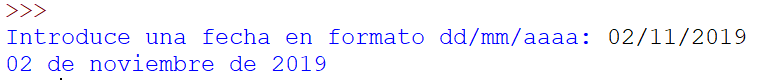 >>>
Introduce una fecha en formato dd/mm/aaaa: 02/11/2019
02 de noviembre de 2019